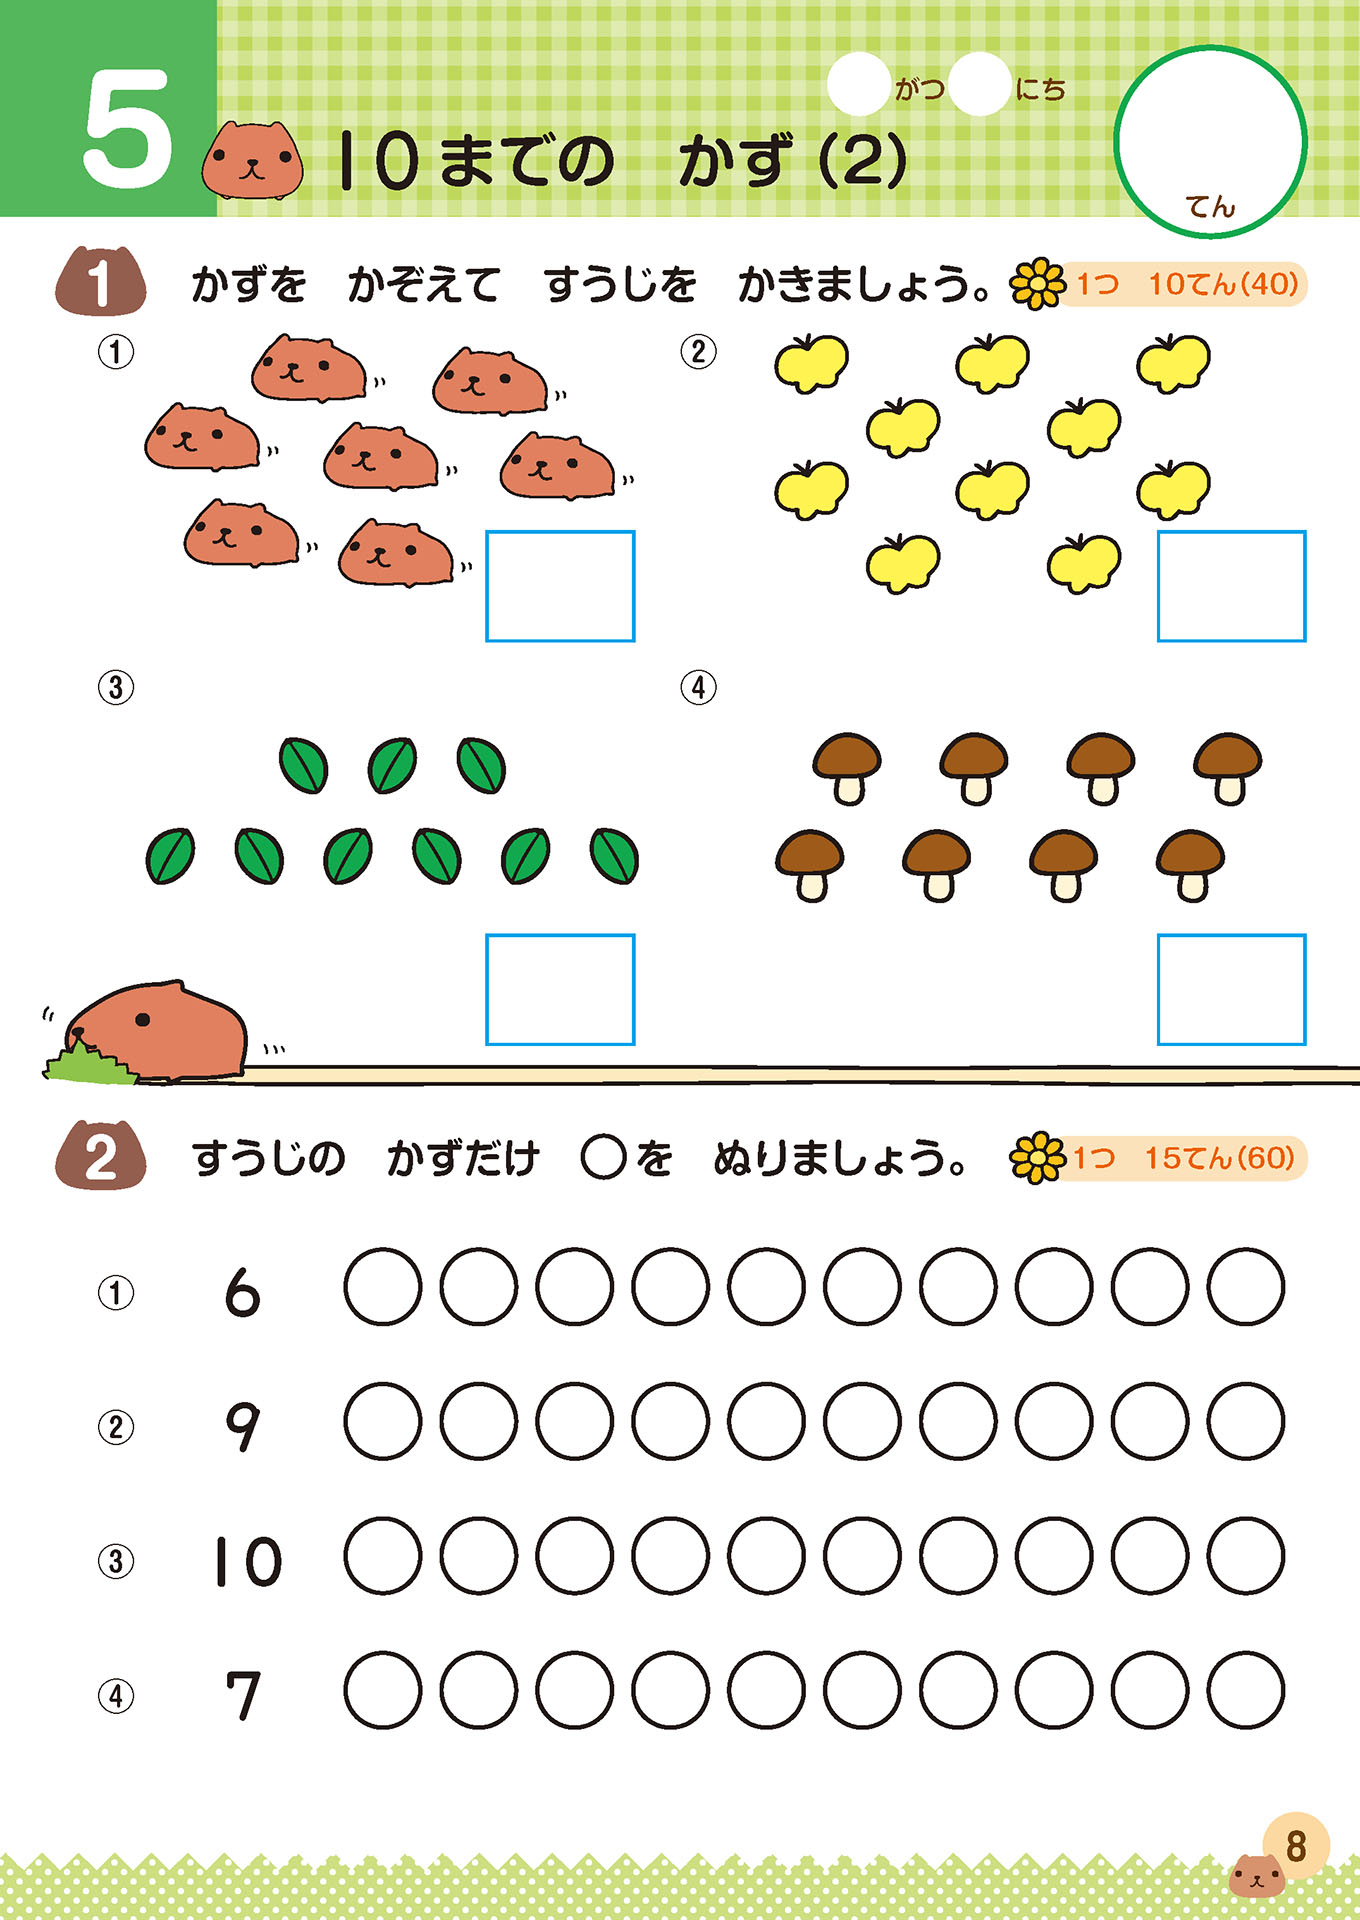 5
がつ にち
10までの かず(2)
てん
1 かずを かぞえて すうじを かきましょう。 1つ 10てん(40)
① ②
③ ④
2 すうじの かずだけ ○を ぬりましょう。 1つ 15てん(60)
① 6
② 9
③ 10
④ 7
8